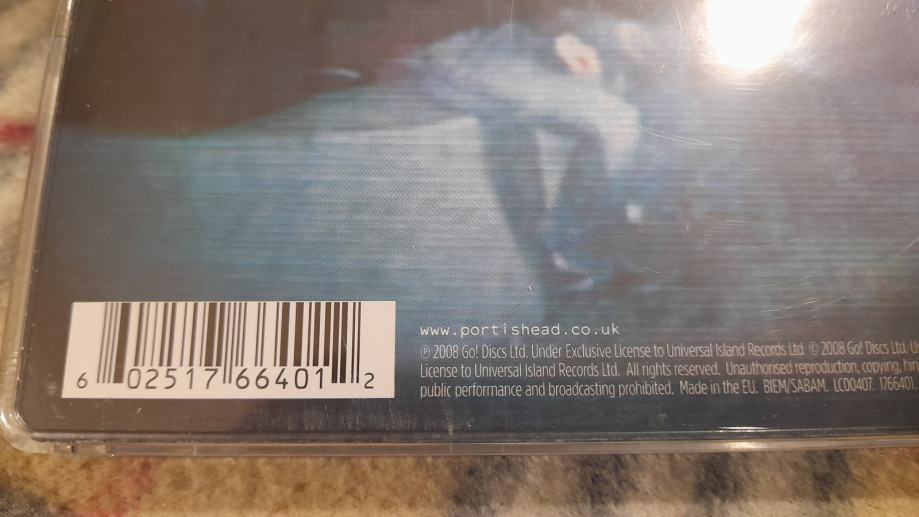 6 02517 66401 2
www.portishead.co.uk
℗ 2008 Go! Discs Ltd. Under Exclusive License to Universal Island Records Ltd © 2008 Go! Discs Ltd.
License to Universal Island Records Ltd. All rights reserved. Unauthorised reproduction, copying,
public performance and broadcasting prohibited. Made in the EU. BIEM/SABAM. LC00407. 1766401.